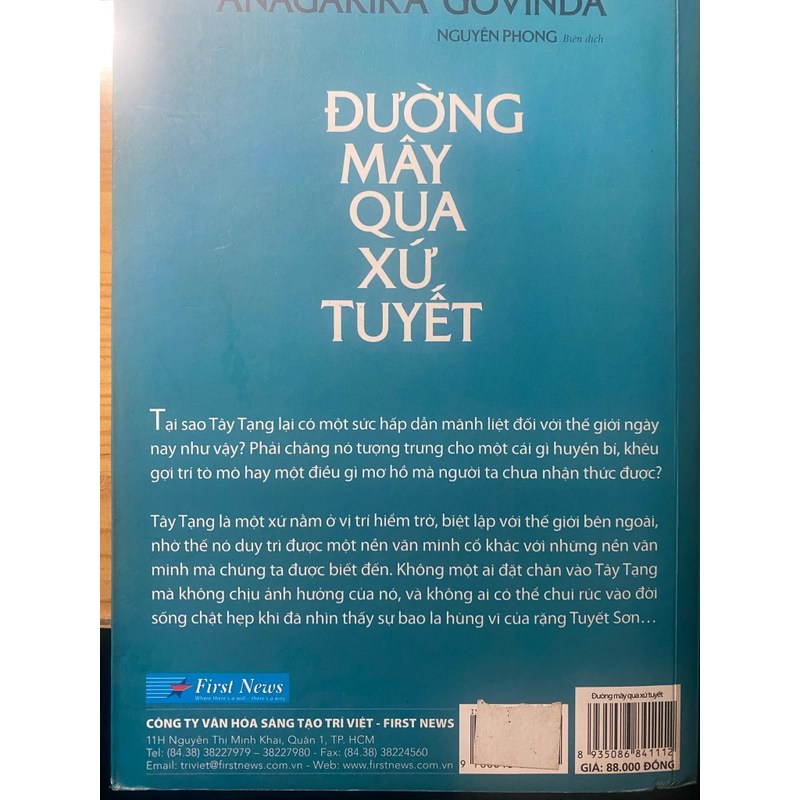 ANAGARIKA GOVINDA
NGUYÊN PHONG Biên dịch
ĐƯỜNG
MÂY
QUA
XỨ
TUYẾT
Tại sao Tây Tạng lại có một sức hấp dẫn mãnh liệt đối với thế giới ngày
nay như vậy? Phải chăng nó tượng trưng cho một cái gì huyền bí, khêu
gợi trí tò mò hay một điều gì mơ hồ mà người ta chưa nhận thức được?
Tây Tạng là một xứ nằm ở vị trí hiểm trở, biệt lập với thế giới bên ngoài,
nhờ thế nó duy trì được một nền văn minh cổ khác với những nền văn
minh mà chúng ta được biết đến. Không một ai đặt chân vào Tây Tạng
mà không chịu ảnh hưởng của nó, và không ai có thể chui rúc vào đời
sống chật hẹp khi đã nhìn thấy sự bao la hùng vĩ của rặng Tuyết Sơn...
First News
Where there's a will - there's a way
CÔNG TY VĂN HÓA SÁNG TẠO TRÍ VIỆT - FIRST NEWS
11H Nguyễn Thị Minh Khai, Quận 1, TP. HCM
Tel: (84.38) 38227979 – 38227980 - Fax: (84.38) 38224560
Email: triviet@firstnews.com.vn - Web: www.firstnews.com.vn
Đường mây qua xứ tuyết
8 935086 841112
GIÁ: 88.000 ĐỒNG